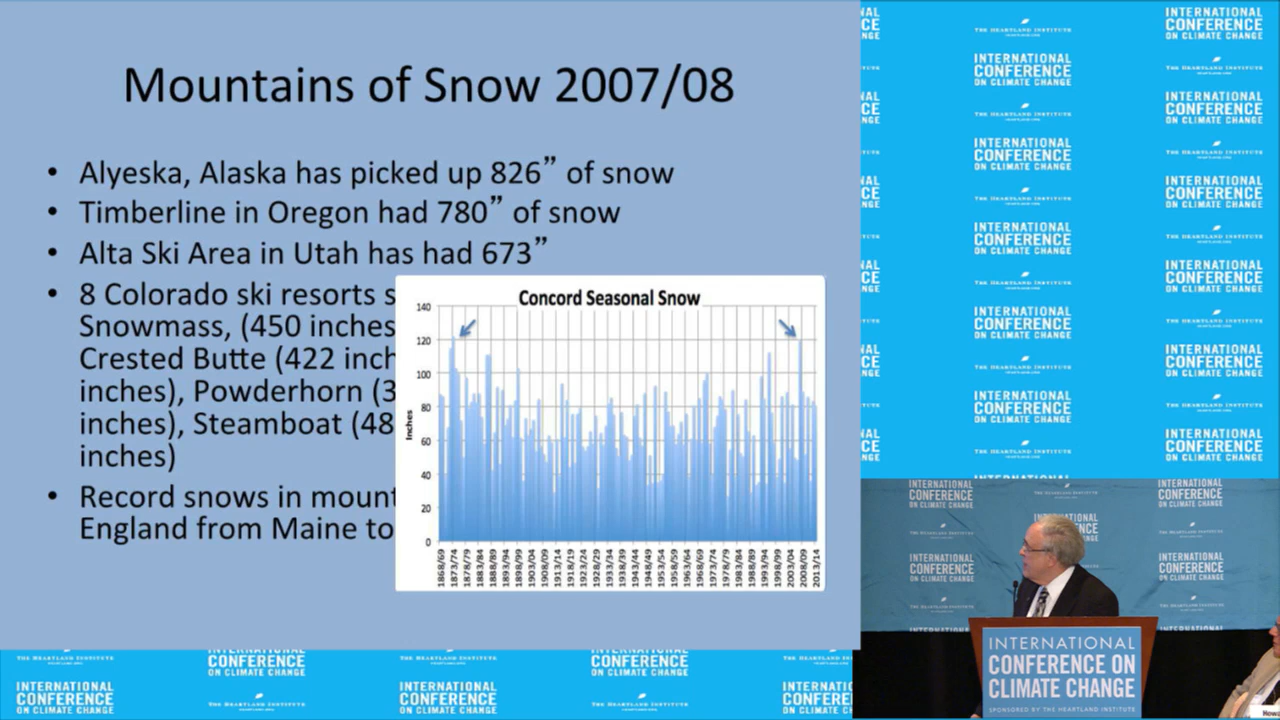 Mountains of Snow 2007/08
• Alyeska, Alaska has picked up 826” of snow
• Timberline in Oregon had 780” of snow
• Alta Ski Area in Utah has had 673”
• 8 Colorado ski resorts s
Snowmass, (450 inches
Crested Butte (422 inch
inches), Powderhorn (3
inches), Steamboat (48
inches)
• Record snows in mount
England from Maine to
Concord Seasonal Snow
Inches
140
120
100
80
60
40
20
0
1868/69
1873/74
1878/79
1883/84
1888/89
1893/94
1898/99
1903/04
1908/09
1913/14
1918/19
1923/24
1928/29
1933/34
1938/39
1943/44
1948/49
1953/54
1958/59
1963/64
1968/69
1973/74
1978/79
1983/84
1988/89
1993/94
1998/99
2003/04
2008/09
2013/14
THE HEARTLAND INSTITUTE
INTERNATIONAL
CONFERENCE
ON CLIMATE CHANGE
INTERNATIONAL
CONFERENCE ON
CLIMATE CHANGE
SPONSORED BY THE HEARTLAND INSTITUTE